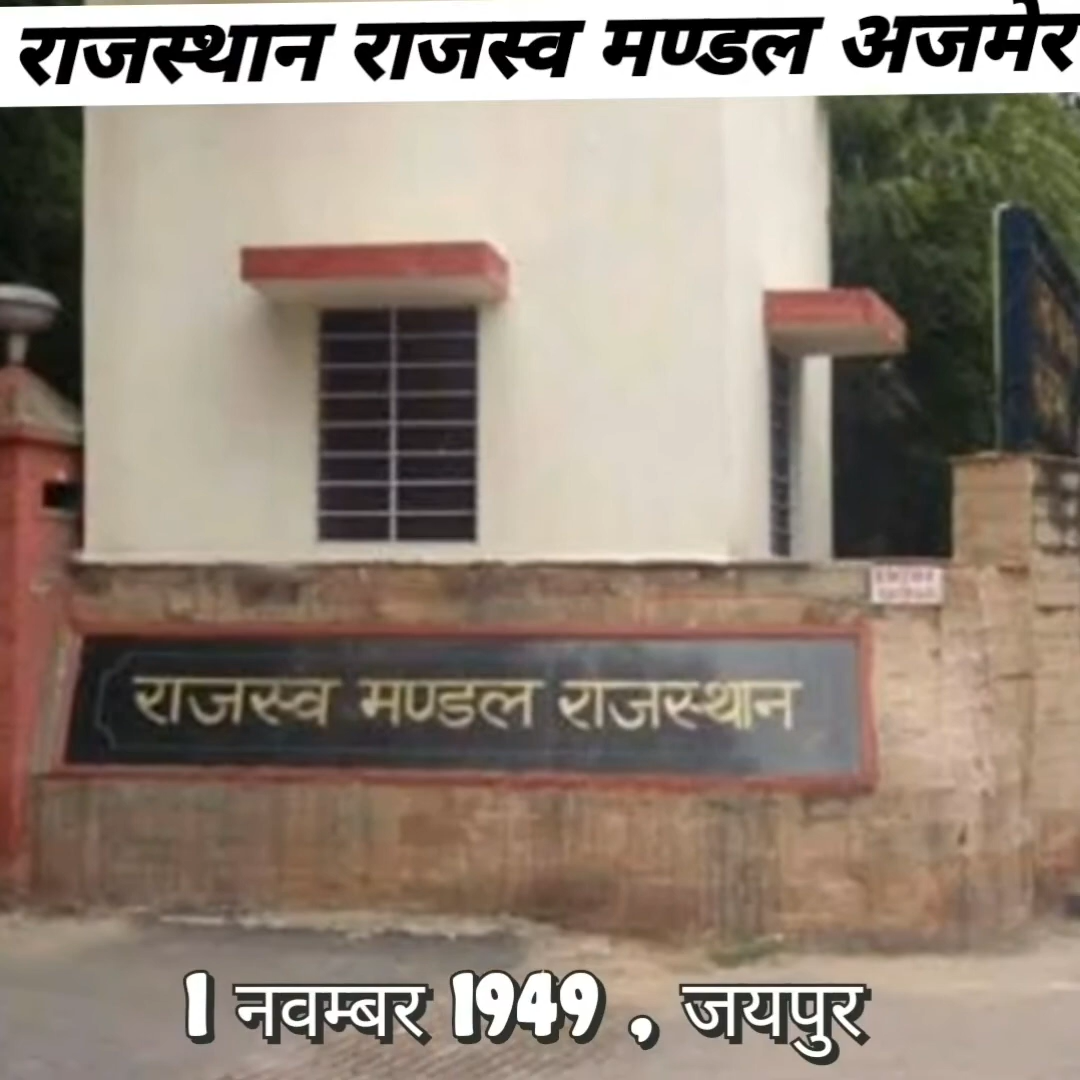 राजस्थान राजस्व मण्डल अजमेर
राजस्व मण्डल राजस्थान
1 नवम्बर 1949 , जयपुर